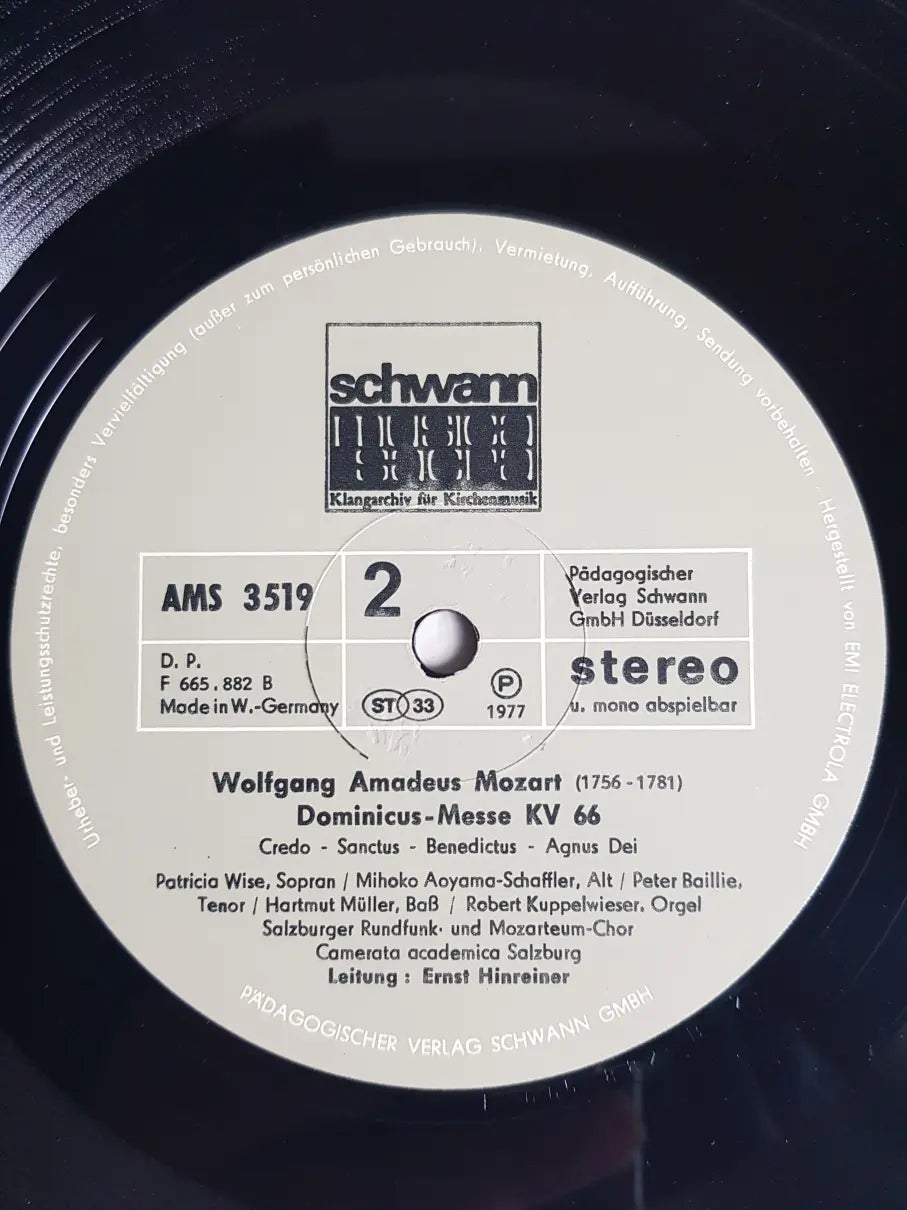 Urheber- und Leistungsschutzrechte, besonders Vervielfältigung (außer zum persönlichen Gebrauch), Vermietung, Aufführung, Sendung vorbehalten . Hergestellt von EMI ELECTROLA GMBH
schwann
Klangarchiv für Kirchenmusik
AMS 3519
2
Pädagogischer
Verlag Schwann
GmbH Düsseldorf
D. P.
F 665.882 B
Made in W.-Germany
ST 33
P
1977
stereo
u. mono abspielbar
Wolfgang Amadeus Mozart (1756-1781)
Dominicus-Messe KV 66
Credo - Sanctus - Benedictus - Agnus Dei
Patricia Wise, Sopran / Mihoko Aoyama-Schaffler, Alt / Peter Baillie,
Tenor / Hartmut Müller, Baß / Robert Kuppelwieser, Orgel
Salzburger Rundfunk- und Mozarteum-Chor
Camerata academica Salzburg
Leitung : Ernst Hinreiner
PÄDAGOGISCHER VERLAG SCHWANN GMBH